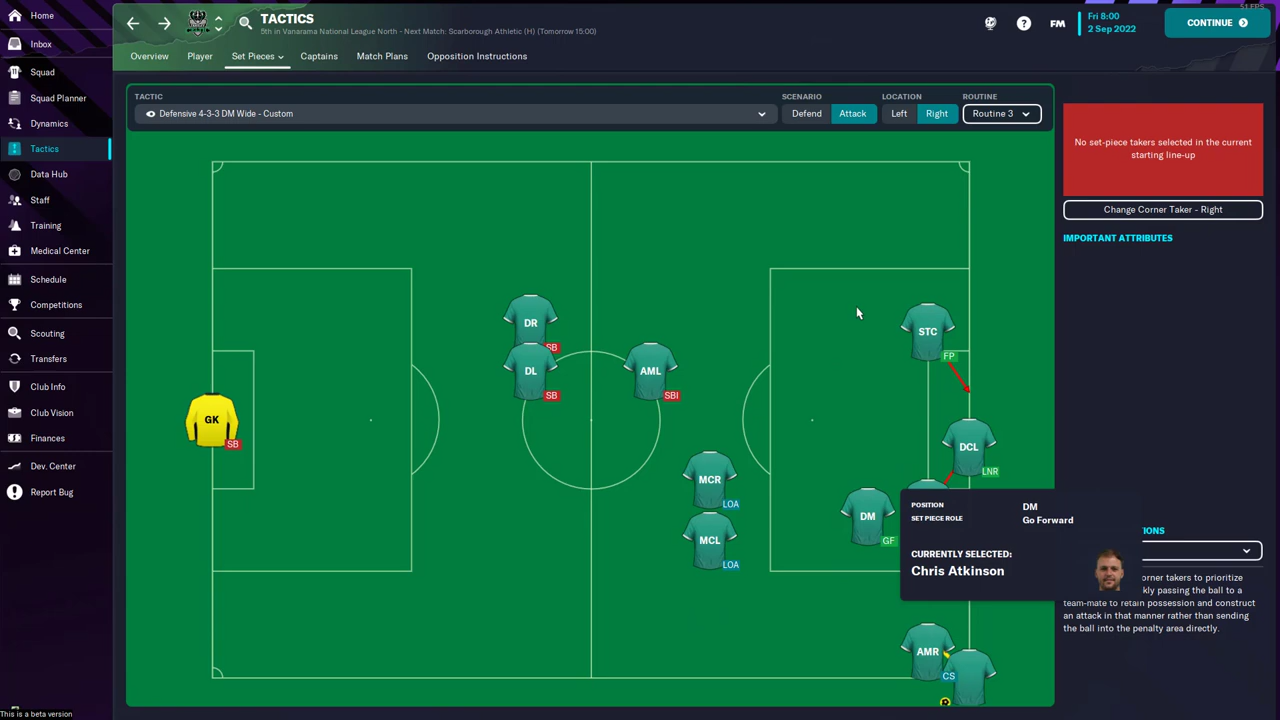 Home
Inbox
Squad
Squad Planner
Dynamics
Tactics
Data Hub
Staff
Training
Medical Center
Schedule
Competitions
Scouting
Transfers
Club Info
Club Vision
Finances
Dev. Center
Report Bug
This is a beta version
TACTICS
5th in Vanarama National League North - Next Match: Scarborough Athletic (H) (Tomorrow 15:00)
51 FPS
FM
Fri 8:00
2 Sep 2022
CONTINUE
Overview
Player
Set Pieces
Captains
Match Plans
Opposition Instructions
TACTIC
Defensive 4-3-3 DM Wide - Custom
SCENARIO
Defend
Attack
LOCATION
Left
Right
ROUTINE
Routine 3
No set-piece takers selected in the current
starting line-up
Change Corner Taker - Right
IMPORTANT ATTRIBUTES
GK
SB
DR
SB
DL
SB
AML
SBI
MCR
LOA
MCL
LOA
STC
FP
DCL
LNR
DM
GF
AMR
CS
R
POSITION
DM
SET PIECE ROLE
Go Forward
CURRENTLY SELECTED:
Chris Atkinson
IONS
orner takers to prioritize
kly passing the ball to a
team-mate to retain possession and construct
an attack in that manner rather than sending
the ball into the penalty area directly.